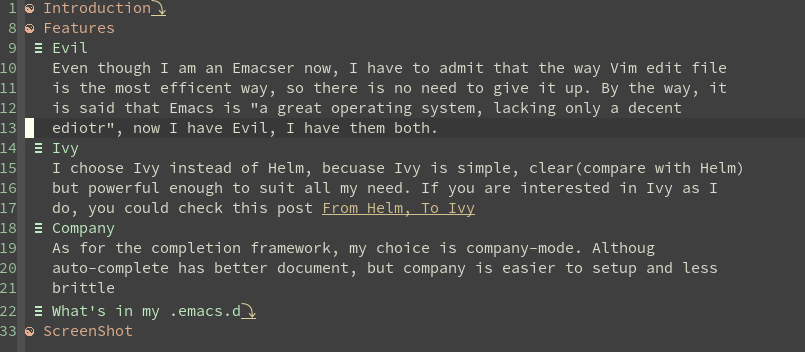 1 Introduction⤵
8 Features
9 Evil
10 Even though I am an Emacser now, I have to admit that the way Vim edit file
11 is the most efficent way, so there is no need to give it up. By the way, it
12 is said that Emacs is "a great operating system, lacking only a decent
13 ediotr", now I have Evil, I have them both.
14 Ivy
15 I choose Ivy instead of Helm, becuase Ivy is simple, clear(compare with Helm)
16 but powerful enough to suit all my need. If you are interested in Ivy as I
17 do, you could check this post From Helm, To Ivy
18 Company
19 As for the completion framework, my choice is company-mode. Althoug
20 auto-complete has better document, but company is easier to setup and less
21 brittle
22 What's in my .emacs.d⤵
33 ScreenShot